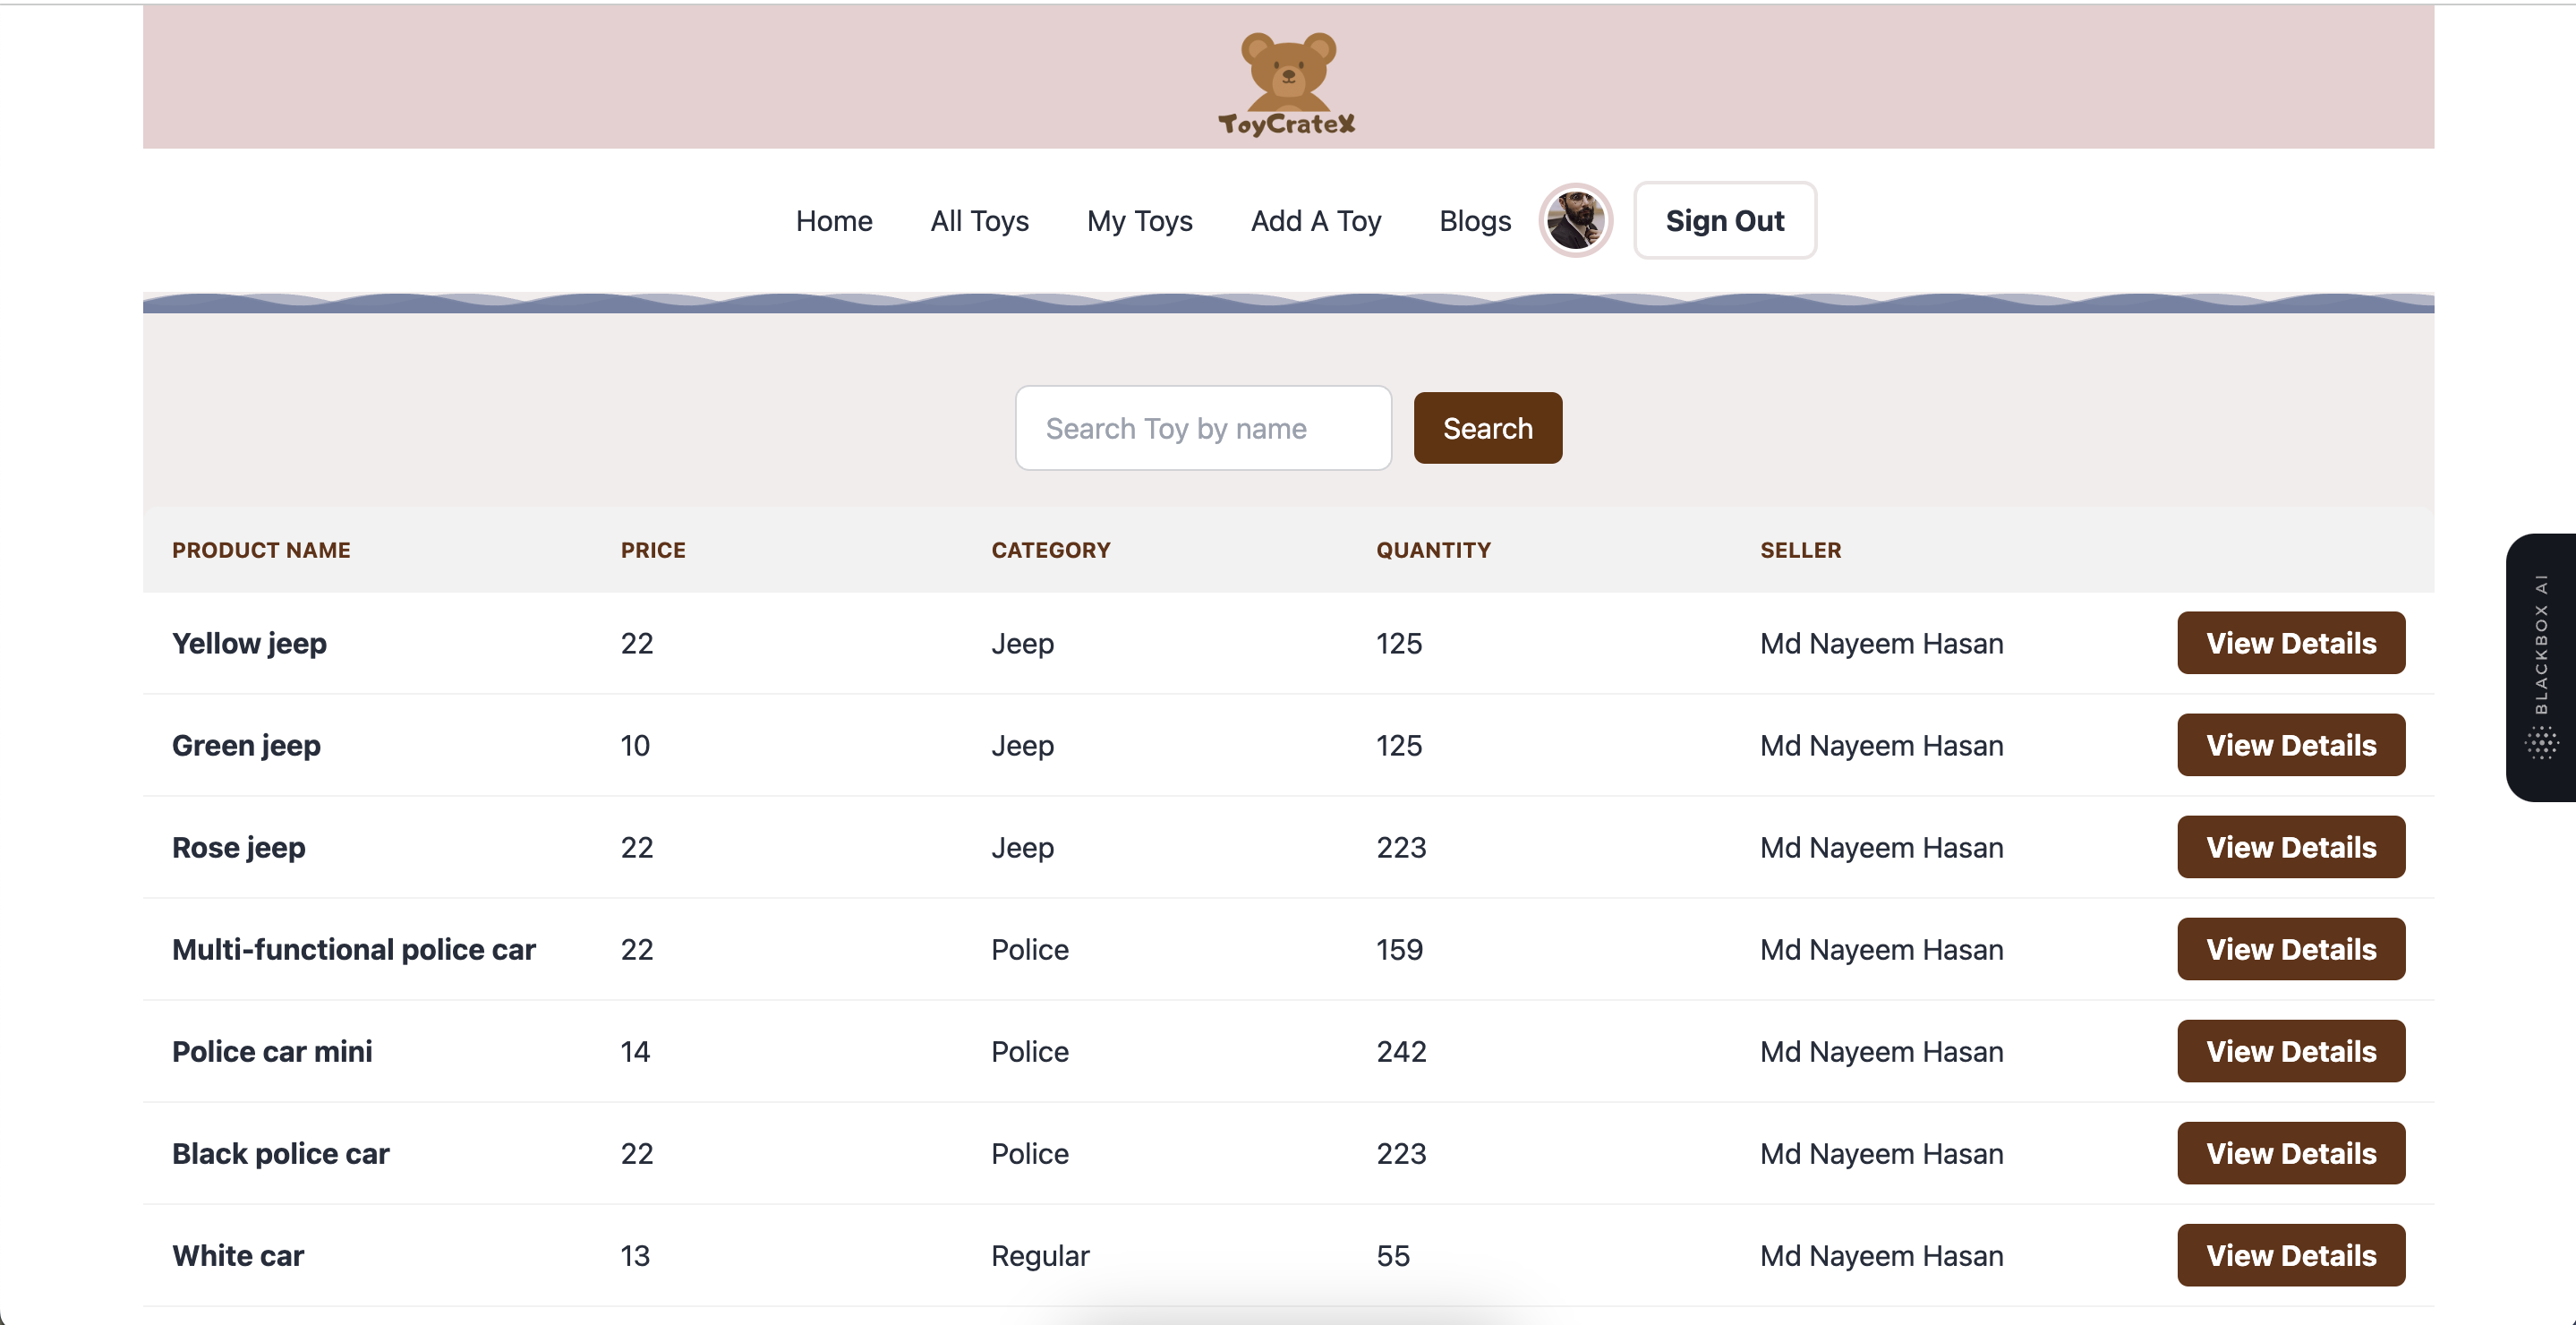 ToyCrateX
Home All Toys My Toys Add A Toy Blogs Sign Out
Search Toy by name Search
PRODUCT NAME PRICE CATEGORY QUANTITY SELLER
Yellow jeep 22 Jeep 125 Md Nayeem Hasan View Details
Green jeep 10 Jeep 125 Md Nayeem Hasan View Details
Rose jeep 22 Jeep 223 Md Nayeem Hasan View Details
Multi-functional police car 22 Police 159 Md Nayeem Hasan View Details
Police car mini 14 Police 242 Md Nayeem Hasan View Details
Black police car 22 Police 223 Md Nayeem Hasan View Details
White car 13 Regular 55 Md Nayeem Hasan View Details
BLACKBOX AI